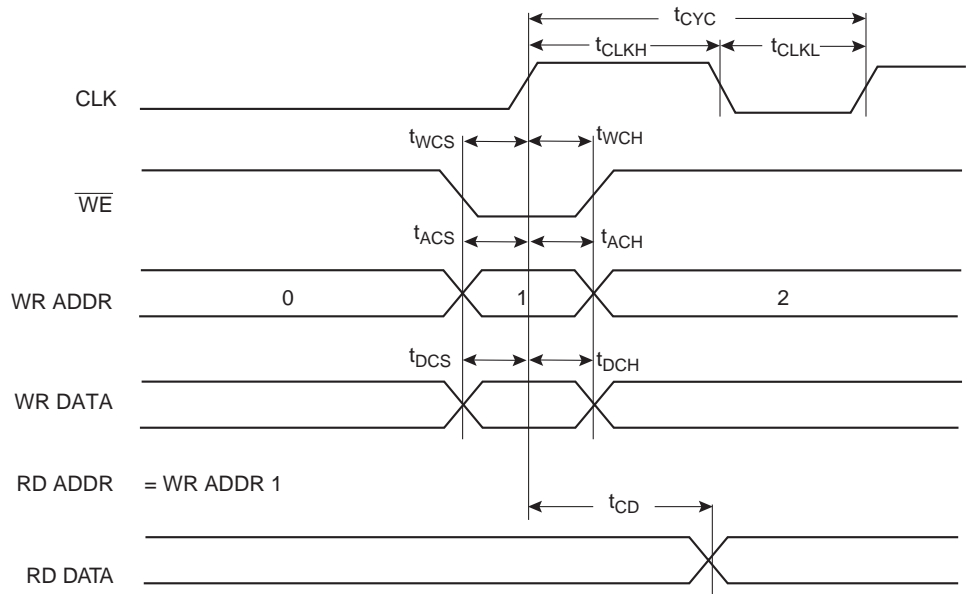 tCYC
tCLKH tCLKL
CLK
tWCS tWCH
WE
tACS tACH
WR ADDR 0 1 2
tDCS tDCH
WR DATA
RD ADDR = WR ADDR 1
tCD
RD DATA